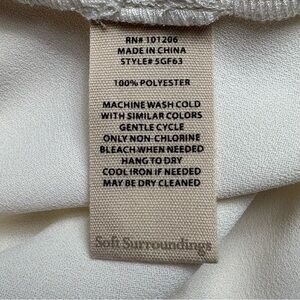 RN# 101206
MADE IN CHINA
STYLE# 5GF63
100% POLYESTER
MACHINE WASH COLD
WITH SIMILAR COLORS
GENTLE CYCLE
ONLY NON-CHLORINE
BLEACH WHEN NEEDED
HANG TO DRY
COOL IRON IF NEEDED
MAY BE DRY CLEANED
Soft Surroundings